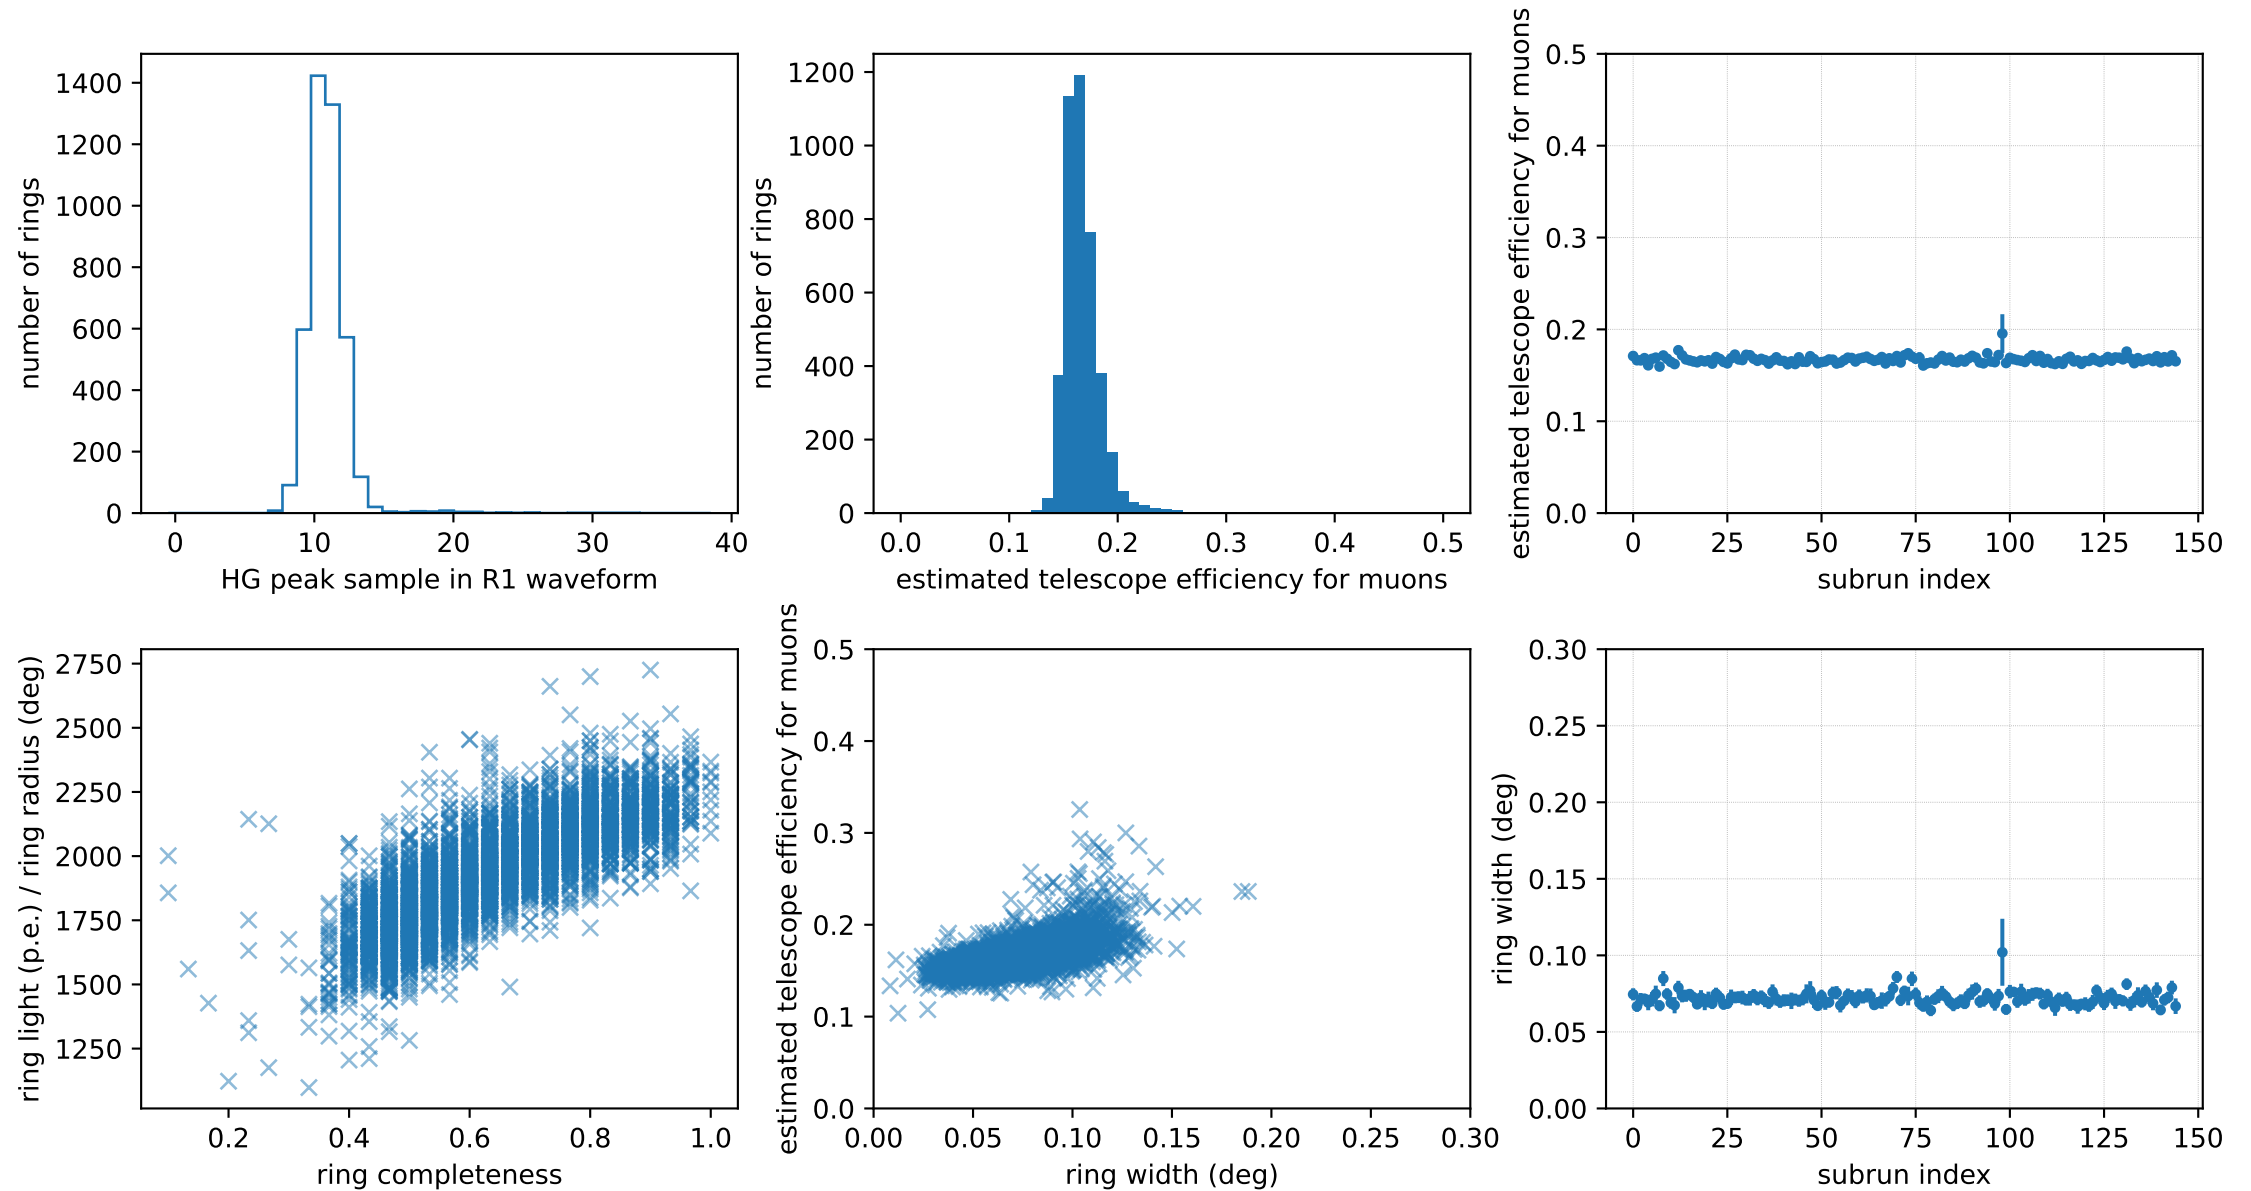 1400
1200
1000
800
600
400
200
0
number of rings
0 10 20 30 40
HG peak sample in R1 waveform
1200
1000
800
600
400
200
0
number of rings
0.0 0.1 0.2 0.3 0.4 0.5
estimated telescope efficiency for muons
0.5
0.4
0.3
0.2
0.1
0.0
estimated telescope efficiency for muons
0 25 50 75 100 125 150
subrun index
2750
2500
2250
2000
1750
1500
1250
ring light (p.e.) / ring radius (deg)
0.2 0.4 0.6 0.8 1.0
ring completeness
0.5
0.4
0.3
0.2
0.1
0.0
estimated telescope efficiency for muons
0.00 0.05 0.10 0.15 0.20 0.25 0.30
ring width (deg)
0.30
0.25
0.20
0.15
0.10
0.05
0.00
ring width (deg)
0 25 50 75 100 125 150
subrun index